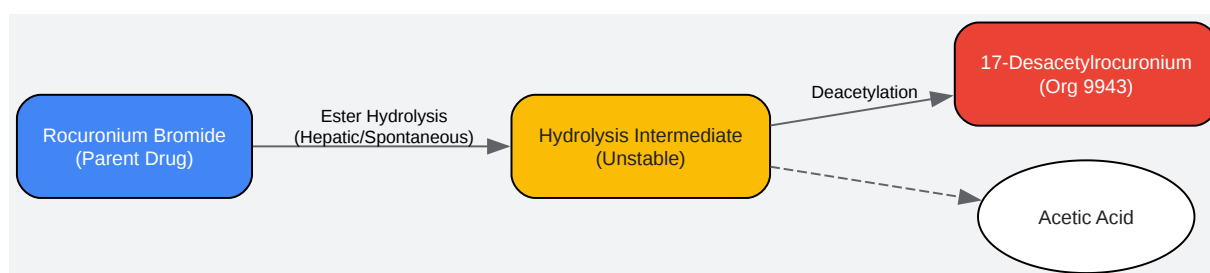 Rocuronium Bromide
(Parent Drug)
Ester Hydrolysis
(Hepatic/Spontaneous)
Hydrolysis Intermediate
(Unstable)
Deacetylation
17-Desacetylrocuronium
(Org 9943)
Acetic Acid